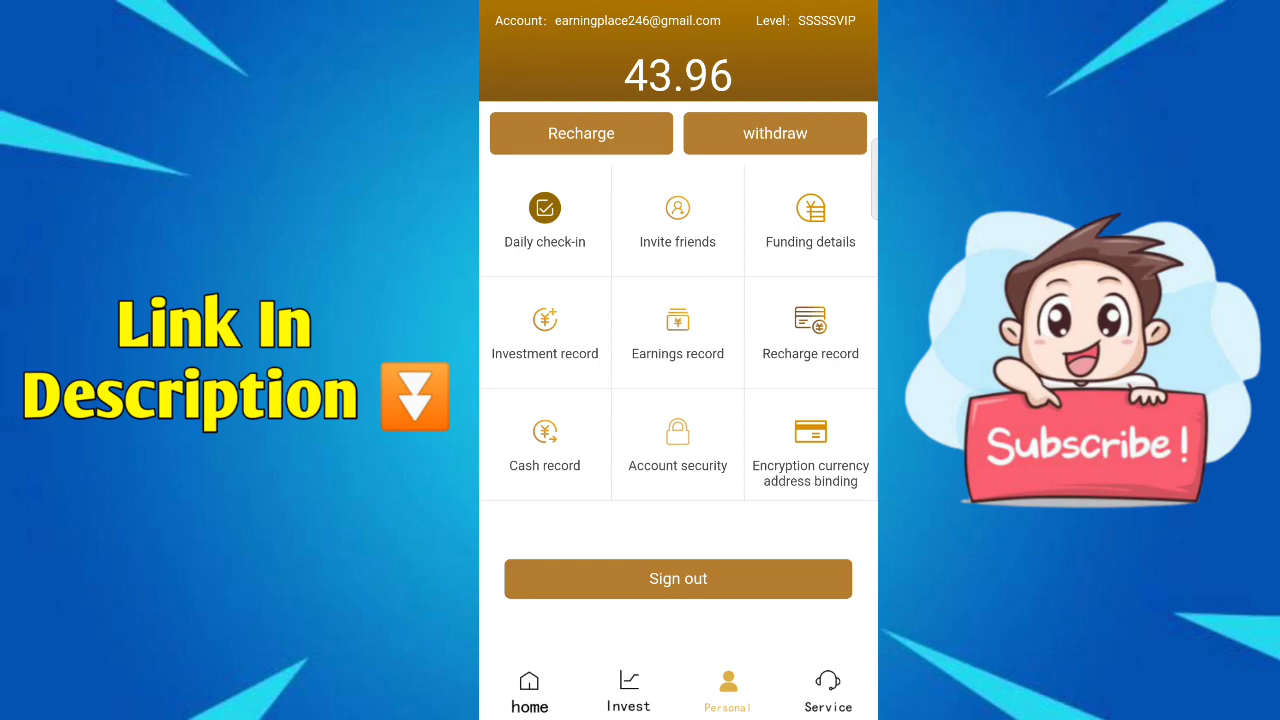 Account: earningplace246@gmail.com Level: SSSSSVIP
43.96
Recharge withdraw
Daily check-in Invite friends Funding details
Investment record Earnings record Recharge record
Cash record Account security Encryption currency
address binding
Sign out
home Invest Personal Service
Link In
Description
Subscribe!